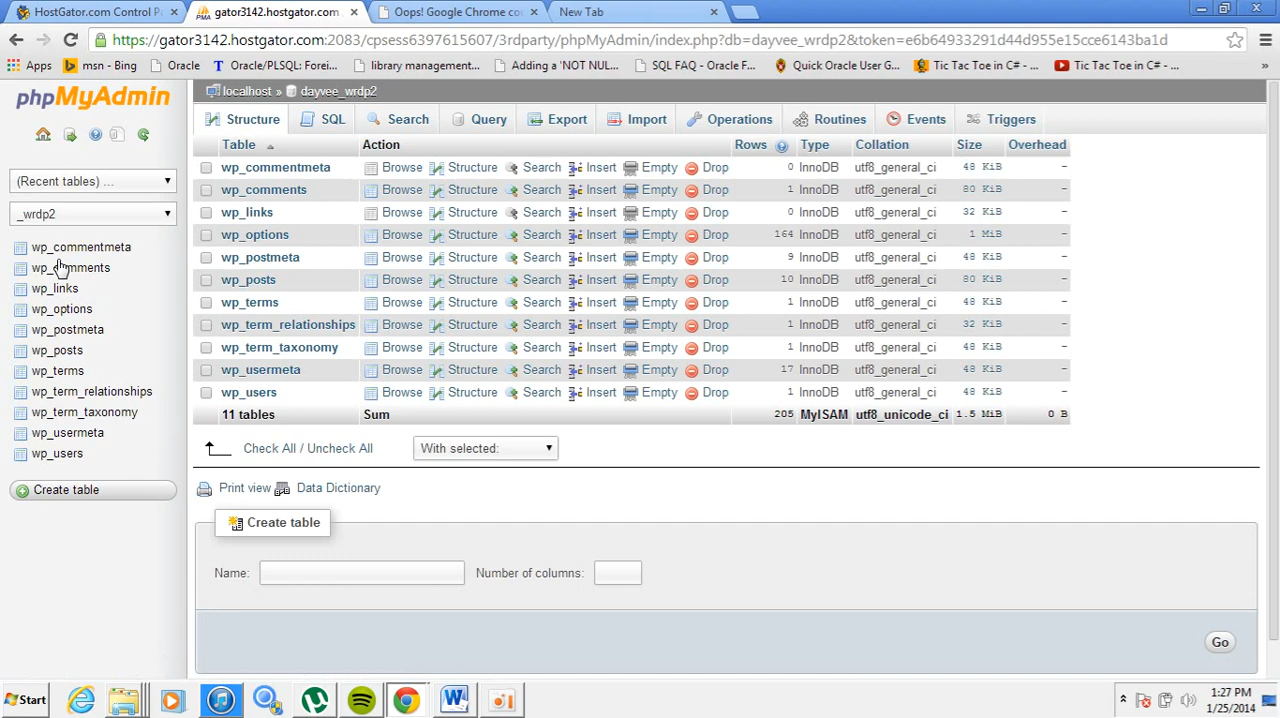 HostGator.com Control P
gator3142.hostgator.com
Oops! Google Chrome co
New Tab
https://gator3142.hostgator.com:2083/cpsess6397615607/3rdparty/phpMyAdmin/index.php?db=dayvee_wrdp2&token=e6b64933291d44d955e15cce6143ba1d
Apps msn - Bing Oracle Oracle/PLSQL: Forei... library management... Adding a 'NOT NUL... SQL FAQ - Oracle F... Quick Oracle User G... Tic Tac Toe in C# - ... Tic Tac Toe in C# - ... »
phpMyAdmin
(Recent tables) ...
_wrdp2
wp_commentmeta
wp_comments
wp_links
wp_options
wp_postmeta
wp_posts
wp_terms
wp_term_relationships
wp_term_taxonomy
wp_usermeta
wp_users
Create table
localhost » dayvee_wrdp2
Structure SQL Search Query Export Import Operations Routines Events Triggers
Table Action Rows Type Collation Size Overhead
wp_commentmeta Browse Structure Search Insert Empty Drop 0 InnoDB utf8_general_ci 48 KiB -
wp_comments Browse Structure Search Insert Empty Drop 1 InnoDB utf8_general_ci 80 KiB -
wp_links Browse Structure Search Insert Empty Drop 0 InnoDB utf8_general_ci 32 KiB -
wp_options Browse Structure Search Insert Empty Drop 164 InnoDB utf8_general_ci 1 MiB -
wp_postmeta Browse Structure Search Insert Empty Drop 9 InnoDB utf8_general_ci 48 KiB -
wp_posts Browse Structure Search Insert Empty Drop 10 InnoDB utf8_general_ci 80 KiB -
wp_terms Browse Structure Search Insert Empty Drop 1 InnoDB utf8_general_ci 48 KiB -
wp_term_relationships Browse Structure Search Insert Empty Drop 1 InnoDB utf8_general_ci 32 KiB -
wp_term_taxonomy Browse Structure Search Insert Empty Drop 1 InnoDB utf8_general_ci 48 KiB -
wp_usermeta Browse Structure Search Insert Empty Drop 17 InnoDB utf8_general_ci 48 KiB -
wp_users Browse Structure Search Insert Empty Drop 1 InnoDB utf8_general_ci 48 KiB -
11 tables Sum 205 MyISAM utf8_unicode_ci 1.5 MiB 0 B
Check All / Uncheck All With selected:
Print view Data Dictionary
Create table
Name: Number of columns:
Go
Start
1:27 PM
1/25/2014